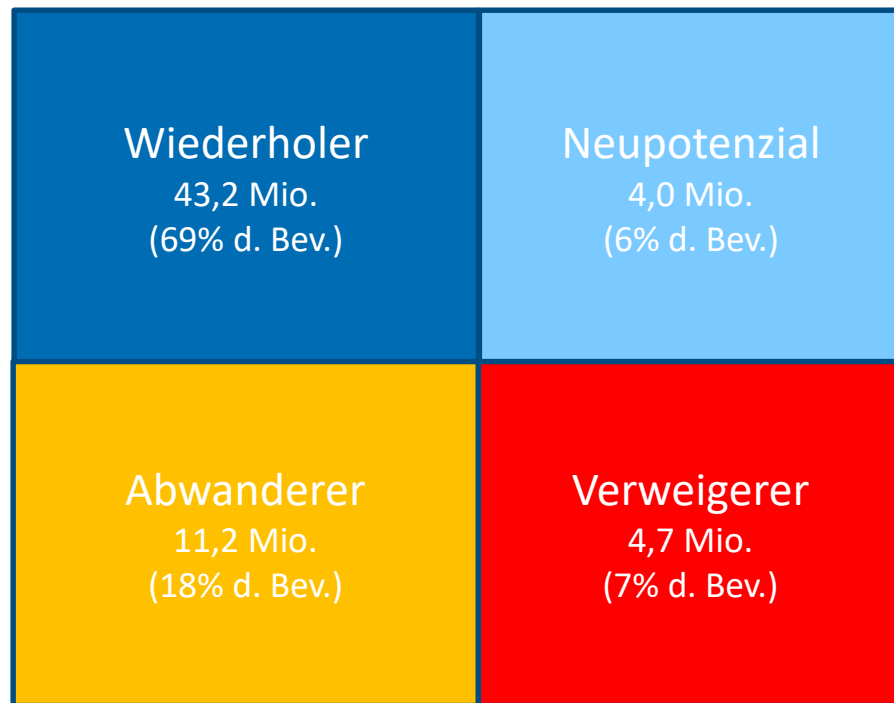 Wiederholer
43,2 Mio.
(69% d. Bev.)
Neupotenzial
4,0 Mio.
(6% d. Bev.)
Abwanderer
11,2 Mio.
(18% d. Bev.)
Verweigerer
4,7 Mio.
(7% d. Bev.)